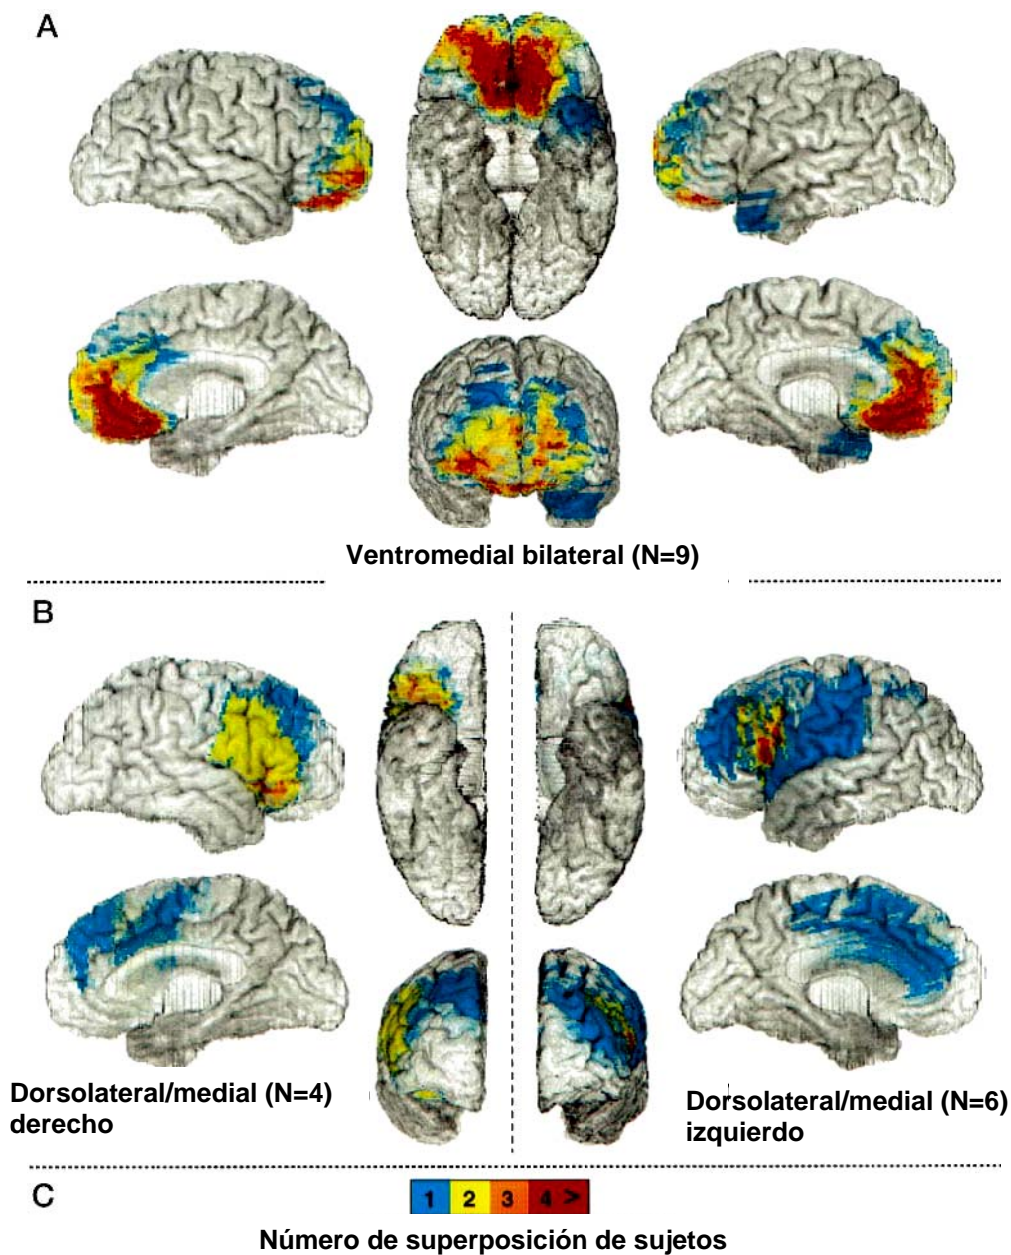 A
Ventromedial bilateral (N=9)
B
Dorsolateral/medial (N=4)
derecho
Dorsolateral/medial (N=6)
izquierdo
C
1 2 3 4 >
Número de superposición de sujetos